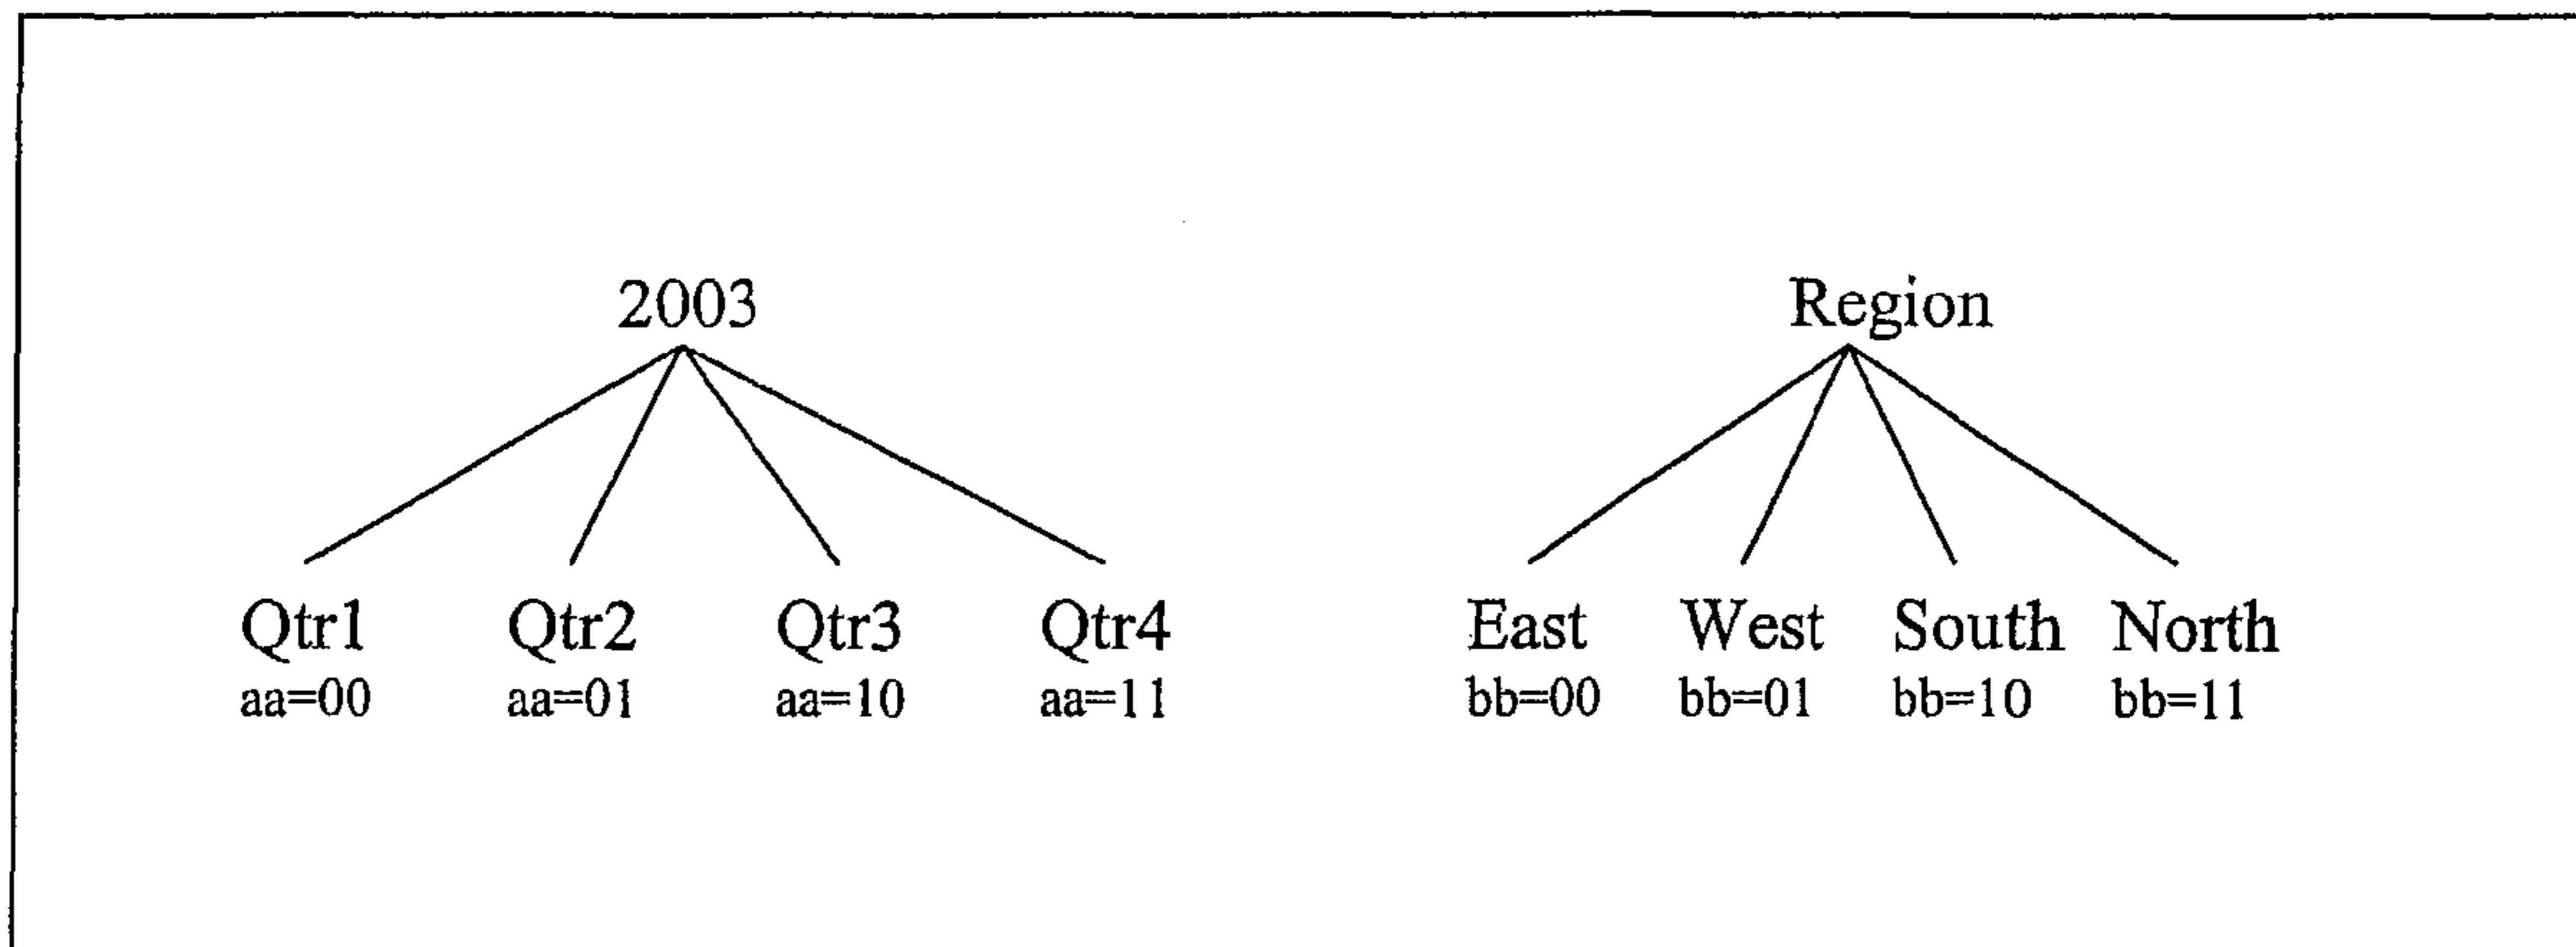 2003 Region
Qtr1 Qtr2 Qtr3 Qtr4 East West South North
aa=00 aa=01 aa=10 aa=11 bb=00 bb=01 bb=10 bb=11